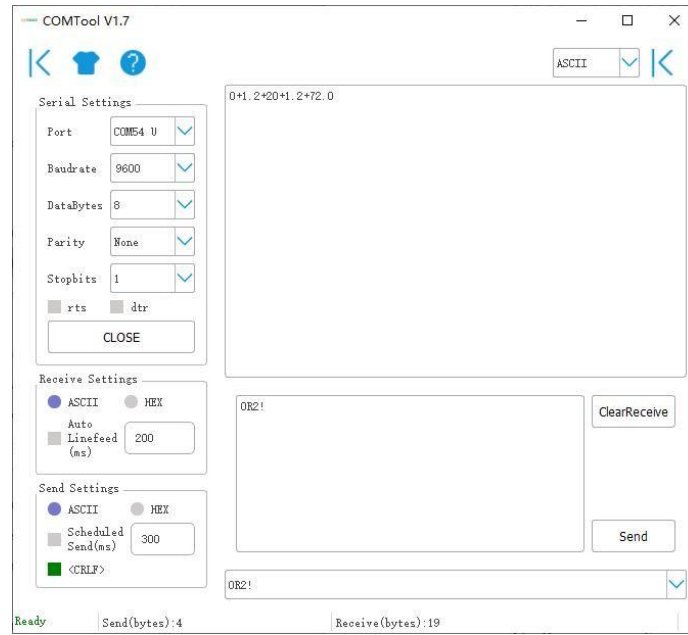 COMTool V1.7
ASCII
Serial Settings
Port COM54 U
Baudrate 9600
DataBytes 8
Parity None
Stopbits 1
rts dtr
CLOSE
0+1.2+20+1.2+72.0
Receive Settings
ASCII HEX
Auto
Linefeed
(ms)
200
0R2!
ClearReceive
Send Settings
ASCII HEX
Scheduled
Send(ms)
300
<CRLF>
Send
0R2!
Ready Send(bytes):4 Receive(bytes):19